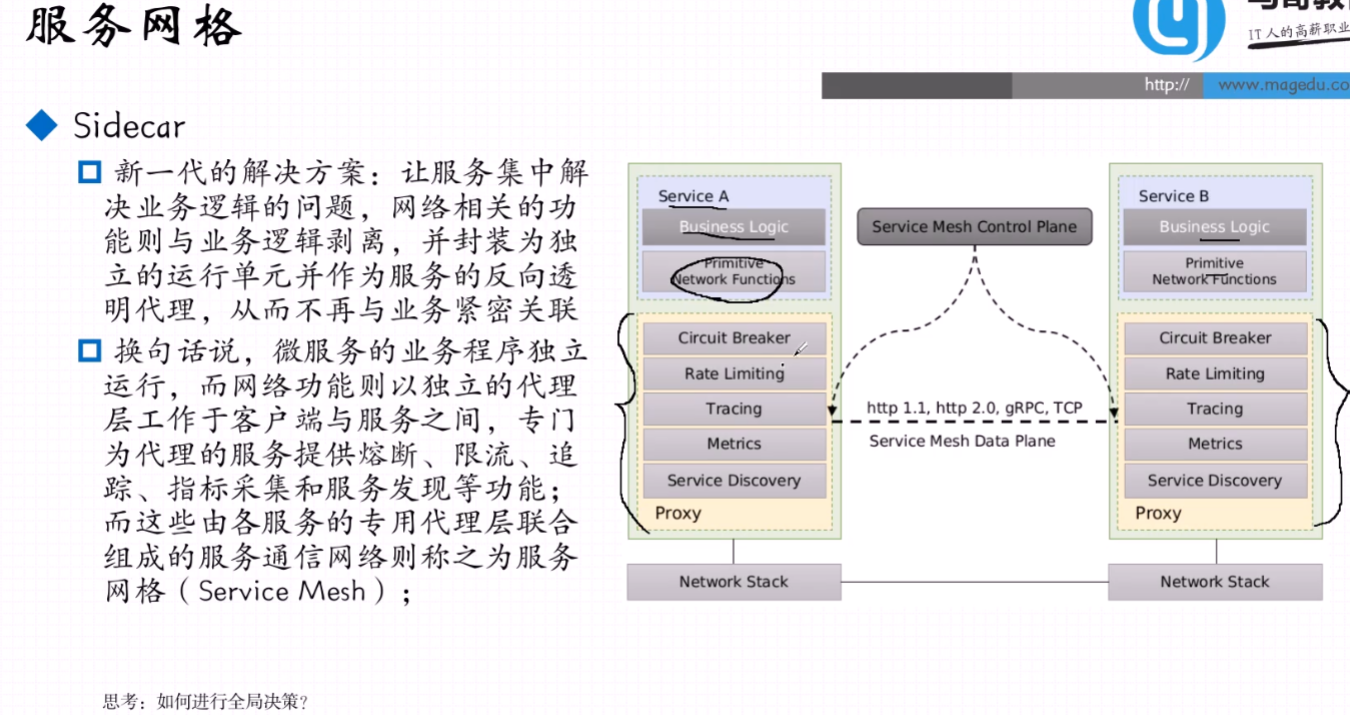 服务网格
IT人的高薪职业
http:// www.magedu.co
Sidecar
新一代的解决方案：让服务集中解
决业务逻辑的问题，网络相关的功
能则与业务逻辑剥离，并封装为独
立的运行单元并作为服务的反向透
明代理，从而不再与业务紧密关联
换句话说，微服务的业务程序独立
运行，而网络功能则以独立的代理
层工作于客户端与服务之间，专门
为代理的服务提供熔断、限流、追
踪、指标采集和服务发现等功能；
而这些由各服务的专用代理层联合
组成的服务通信网络则称之为服务
网格（Service Mesh）；
Service A
Business Logic
Primitive
Network Functions
Circuit Breaker
Rate Limiting
Tracing
Metrics
Service Discovery
Proxy
Network Stack
Service Mesh Control Plane
http 1.1, http 2.0, gRPC, TCP
Service Mesh Data Plane
Service B
Business Logic
Primitive
Network Functions
Circuit Breaker
Rate Limiting
Tracing
Metrics
Service Discovery
Proxy
Network Stack
思考：如何进行全局决策？